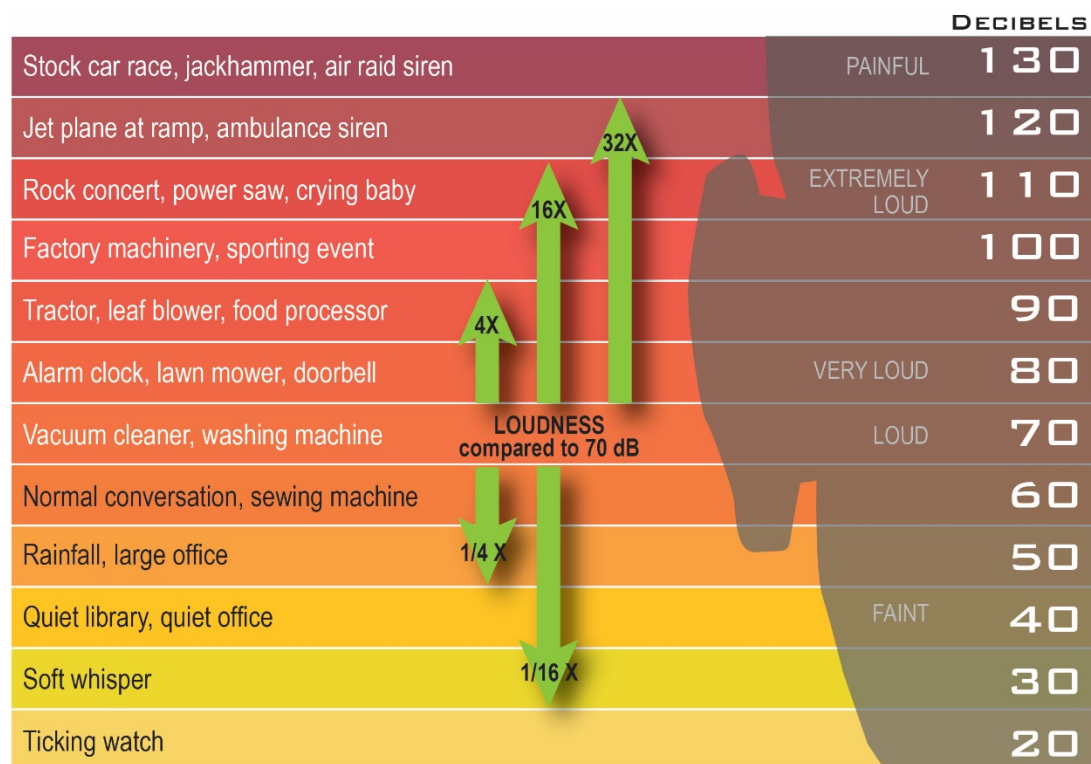 DECIBELS
Stock car race, jackhammer, air raid siren PAINFUL 130
Jet plane at ramp, ambulance siren 120
32X
Rock concert, power saw, crying baby EXTREMELY LOUD 110
16X
Factory machinery, sporting event 100
Tractor, leaf blower, food processor 90
4X
Alarm clock, lawn mower, doorbell VERY LOUD 80
Vacuum cleaner, washing machine LOUD 70
LOUDNESS
compared to 70 dB
Normal conversation, sewing machine 60
Rainfall, large office 50
1/4 X
Quiet library, quiet office FAINT 40
Soft whisper 30
1/16 X
Ticking watch 20